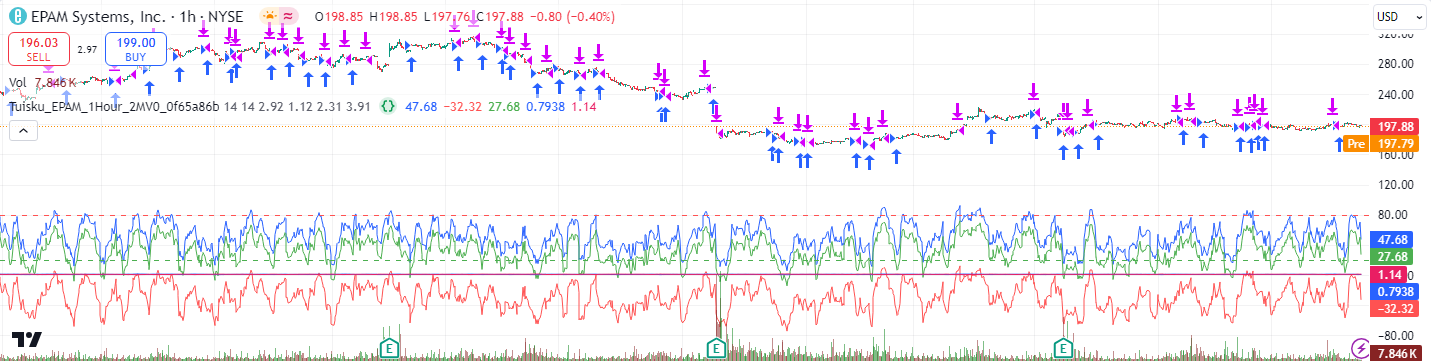 EPAM Systems, Inc. · 1h · NYSE O198.85 H198.85 L197.76 C197.88 −0.80 (−0.40%)
USD
196.03 SELL 2.97 199.00 BUY
Vol 7.846 K
Tuisku_EPAM_1Hour_2MV0_0f65a86b 14 14 2.92 1.12 2.31 3.91 47.68 −32.32 27.68 0.7938 1.14
320.00
280.00
240.00
197.88
Pre 197.79
160.00
120.00
80.00
47.68
27.68
1.14
0.7938
−32.32
−80.00
7.846 K
E
E
E